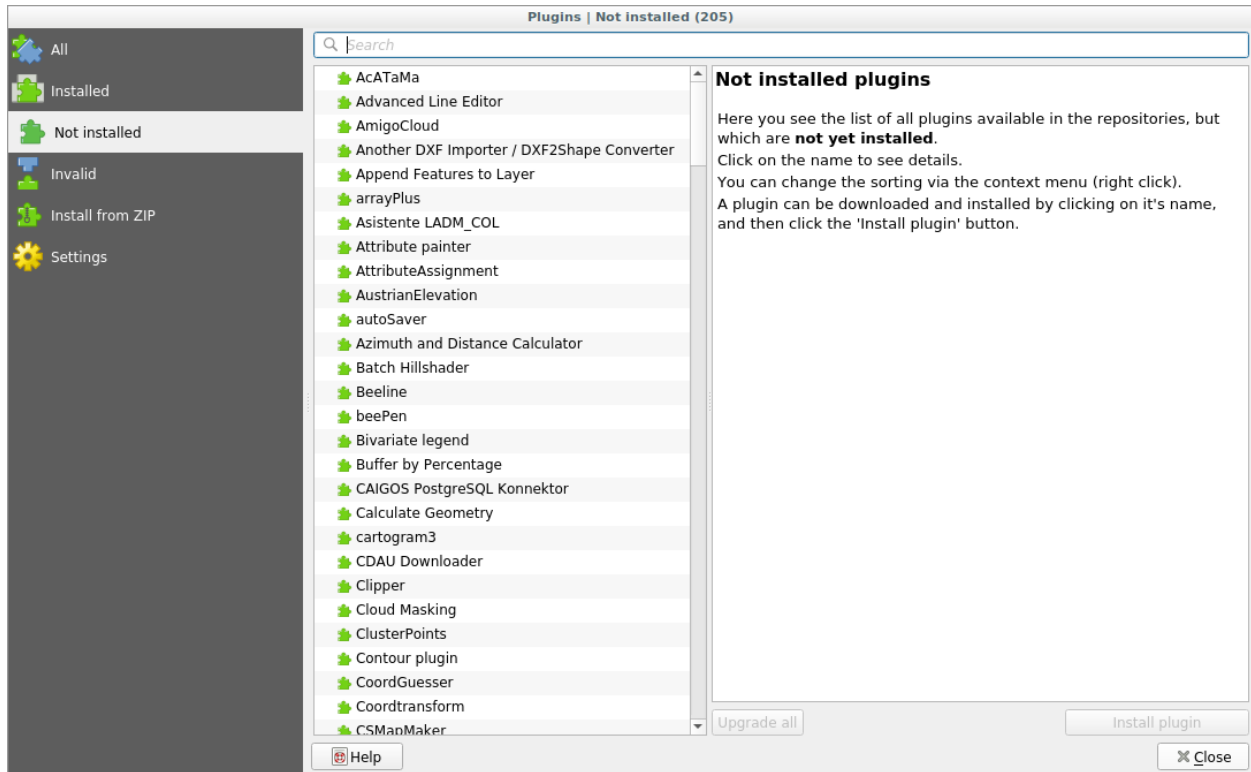 Plugins | Not installed (205)
All
Installed
Not installed
Invalid
Install from ZIP
Settings
Search
AcATaMa
Advanced Line Editor
AmigoCloud
Another DXF Importer / DXF2Shape Converter
Append Features to Layer
arrayPlus
Asistente LADM_COL
Attribute painter
AttributeAssignment
AustrianElevation
autoSaver
Azimuth and Distance Calculator
Batch Hillshader
Beeline
beePen
Bivariate legend
Buffer by Percentage
CAIGOS PostgreSQL Konnektor
Calculate Geometry
cartogram3
CDAU Downloader
Clipper
Cloud Masking
ClusterPoints
Contour plugin
CoordGuesser
Coordtransform
CSMapMaker
Not installed plugins
Here you see the list of all plugins available in the repositories, but
which are not yet installed.
Click on the name to see details.
You can change the sorting via the context menu (right click).
A plugin can be downloaded and installed by clicking on it's name,
and then click the 'Install plugin' button.
Upgrade all
Install plugin
Help
Close